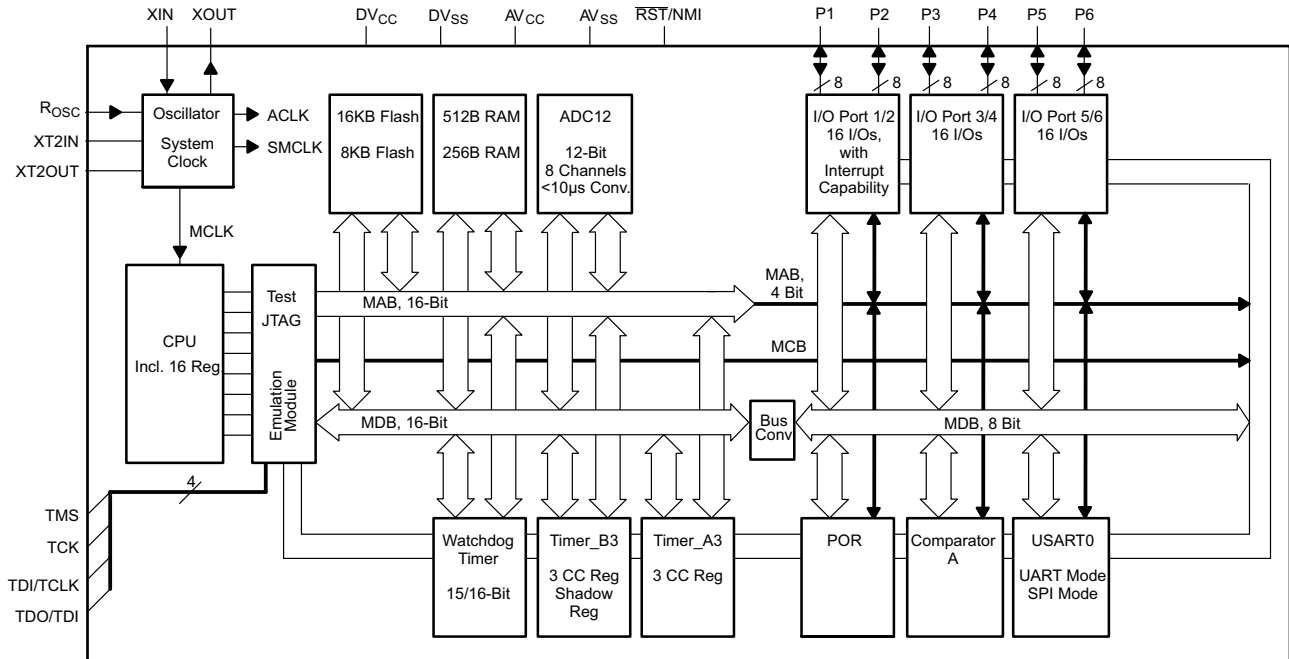 XIN
XOUT
DVCC
DVSS
AVCC
AVSS
RST/NMI
P1
P2
P3
P4
P5
P6
8
8
8
8
8
8
ROSC
XT2IN
XT2OUT
Oscillator
System
Clock
ACLK
SMCLK
MCLK
16KB Flash
8KB Flash
512B RAM
256B RAM
ADC12
12-Bit
8 Channels
<10µs Conv.
I/O Port 1/2
16 I/Os,
with
Interrupt
Capability
I/O Port 3/4
16 I/Os
I/O Port 5/6
16 I/Os
CPU
Incl. 16 Reg.
Test
JTAG
Emulation
Module
MAB, 16-Bit
MAB,
4 Bit
MCB
MDB, 16-Bit
Bus
Conv
MDB, 8 Bit
4
TMS
TCK
TDI/TCLK
TDO/TDI
Watchdog
Timer
15/16-Bit
Timer_B3
3 CC Reg
Shadow
Reg
Timer_A3
3 CC Reg
POR
Comparator
A
USART0
UART Mode
SPI Mode